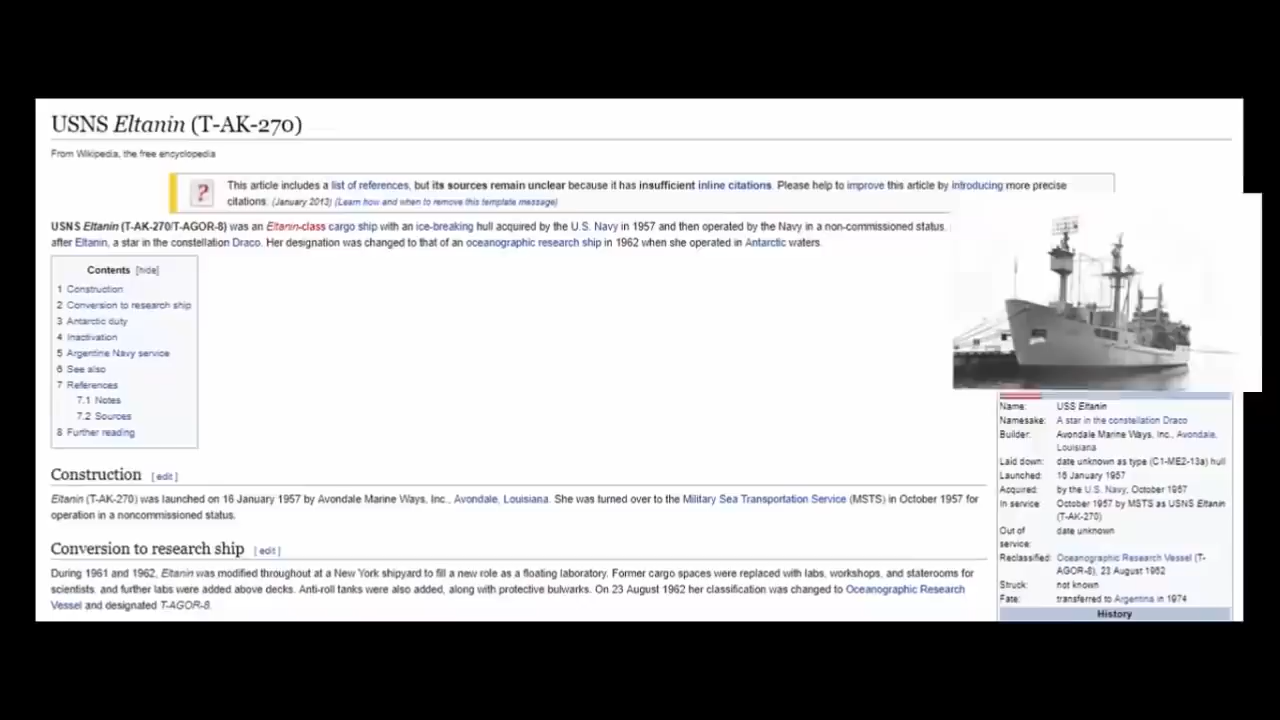 USNS Eltanin (T-AK-270)
From Wikipedia, the free encyclopedia
This article includes a list of references, but its sources remain unclear because it has insufficient inline citations. Please help to improve this article by introducing more precise
citations. (January 2013) (Learn how and when to remove this template message)
USNS Eltanin (T-AK-270/T-AGOR-8) was an Eltanin-class cargo ship with an ice-breaking hull acquired by the U.S. Navy in 1957 and then operated by the Navy in a non-commissioned status.
after Eltanin, a star in the constellation Draco. Her designation was changed to that of an oceanographic research ship in 1962 when she operated in Antarctic waters.
Contents [hide]
1 Construction
2 Conversion to research ship
3 Antarctic duty
4 Inactivation
5 Argentine Navy service
6 See also
7 References
7.1 Notes
7.2 Sources
8 Further reading
Construction [ edit ]
Eltanin (T-AK-270) was launched on 16 January 1957 by Avondale Marine Ways, Inc., Avondale, Louisiana. She was turned over to the Military Sea Transportation Service (MSTS) in October 1957 for
operation in a noncommissioned status.
Conversion to research ship [ edit ]
During 1961 and 1962, Eltanin was modified throughout at a New York shipyard to fill a new role as a floating laboratory. Former cargo spaces were replaced with labs, workshops, and staterooms for
scientists, and further labs were added above decks. Anti-roll tanks were also added, along with protective bulwarks. On 23 August 1962 her classification was changed to Oceanographic Research
Vessel and designated T-AGOR-8.
Name: USS Eltanin
Namesake: A star in the constellation Draco
Builder: Avondale Marine Ways, Inc., Avondale,
Louisiana
Laid down: date unknown as type (C1-ME2-13a) hull
Launched: 16 January 1957
Acquired: by the U.S. Navy, October 1957
In service: October 1957 by MSTS as USNS Eltanin
(T-AK-270)
Out of date unknown
service:
Reclassified: Oceanographic Research Vessel (T-
AGOR-8), 23 August 1962
Struck: not known
Fate: transferred to Argentina in 1974
History